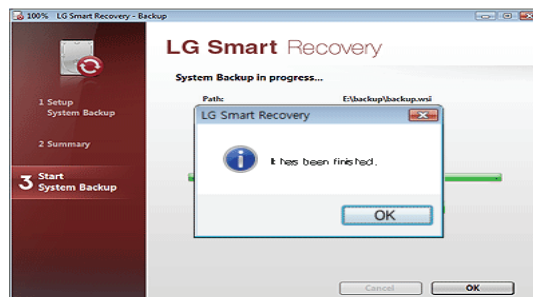 100% LG Smart Recovery - Backup
LG Smart Recovery
System Backup in progress...
Path: E:\backup\backup.wsi
1 Setup
System Backup
2 Summary
3 Start
System Backup
LG Smart Recovery
It has been finished.
OK
Cancel OK